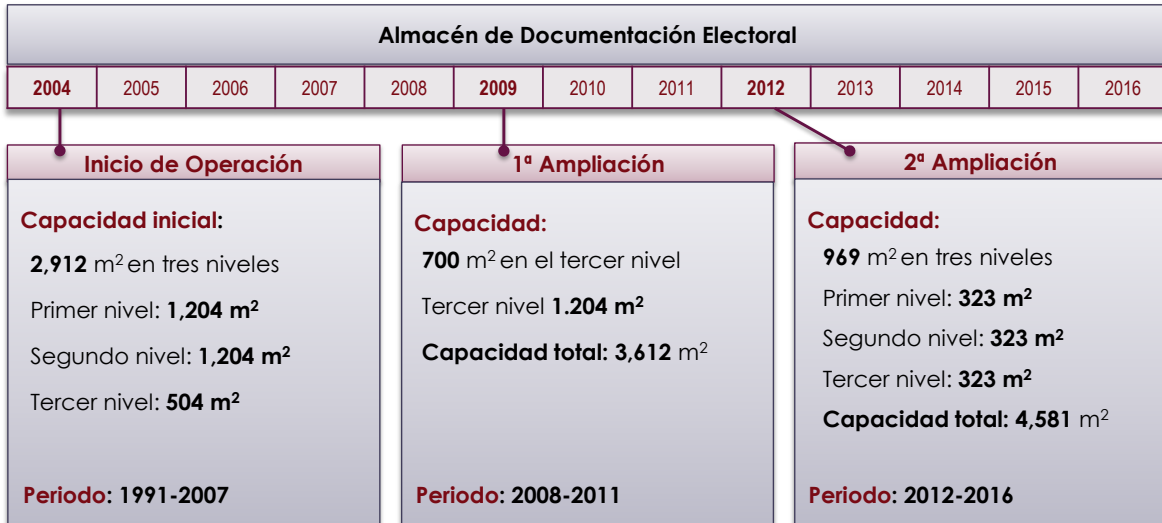 Almacén de Documentación Electoral
2004 2005 2006 2007 2008 2009 2010 2011 2012 2013 2014 2015 2016
Inicio de Operación
Capacidad inicial:
2,912 m² en tres niveles
Primer nivel: 1,204 m²
Segundo nivel: 1,204 m²
Tercer nivel: 504 m²
Periodo: 1991-2007
1ª Ampliación
Capacidad:
700 m² en el tercer nivel
Tercer nivel 1.204 m²
Capacidad total: 3,612 m²
Periodo: 2008-2011
2ª Ampliación
Capacidad:
969 m² en tres niveles
Primer nivel: 323 m²
Segundo nivel: 323 m²
Tercer nivel: 323 m²
Capacidad total: 4,581 m²
Periodo: 2012-2016